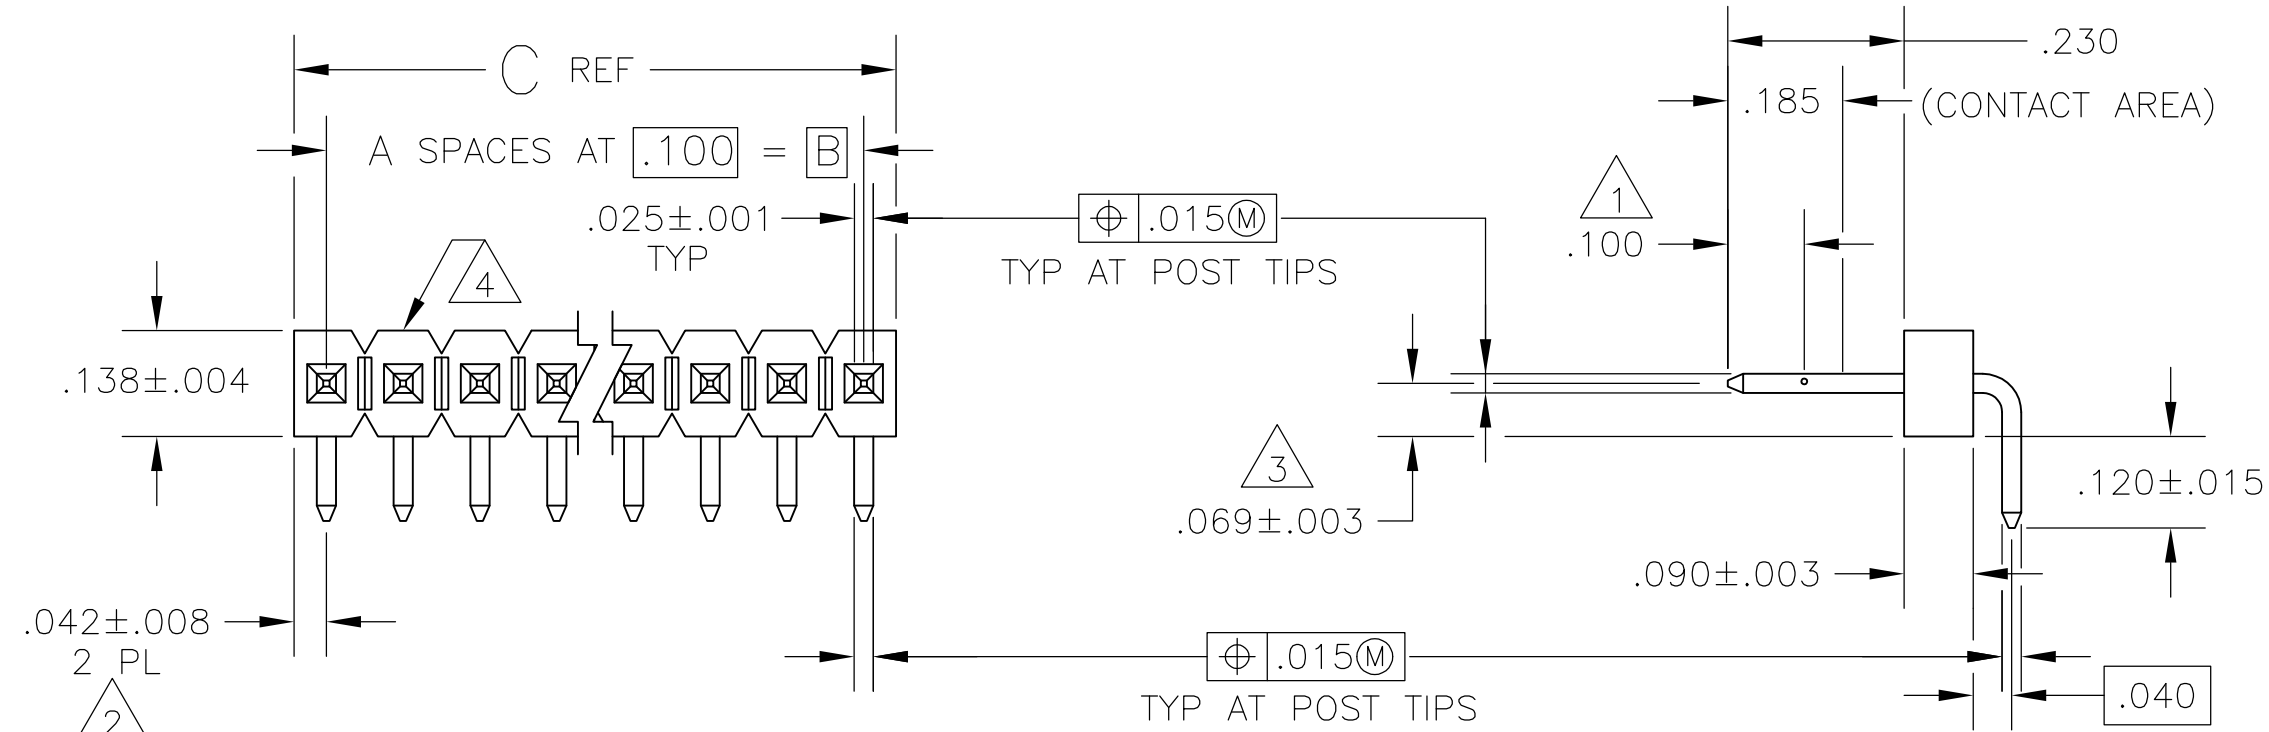 C REF
A SPACES AT .100 = B
.025±.001
TYP
4
.138±.004
.042±.008
2 PL
2
⌖ .015Ⓜ
TYP AT POST TIPS
.230
.185 (CONTACT AREA)
1
.100
3
.069±.003
.120±.015
.090±.003
⌖ .015Ⓜ
TYP AT POST TIPS
.040